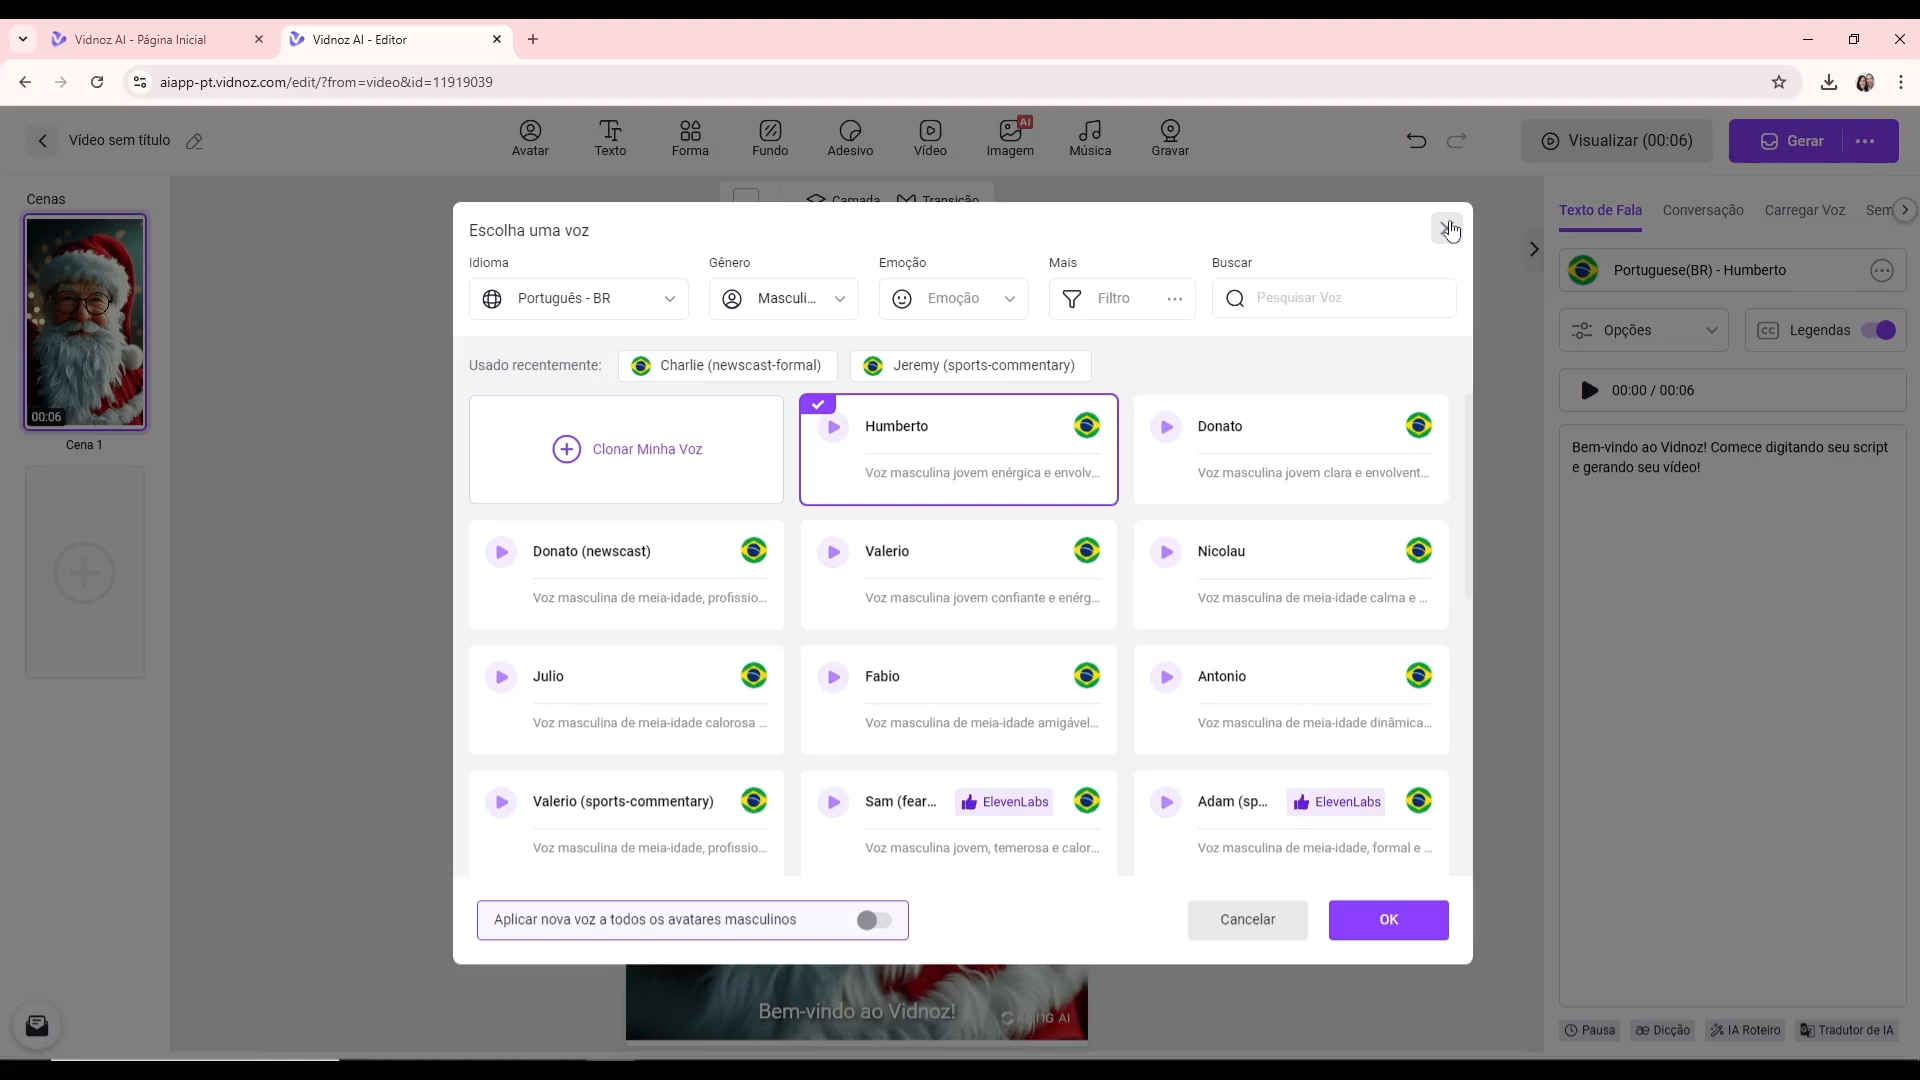 Vidnoz AI - Página Inicial
Vidnoz AI - Editor
aiapp-pt.vidnoz.com/edit/?from=video&id=11919039
Vídeo sem título
Avatar
Texto
Forma
Fundo
Adesivo
Vídeo
Imagem
AI
Música
Gravar
Visualizar (00:06)
Gerar
Cenas
00:06
Cena 1
Camada
Transição
Escolha uma voz
Idioma
Gênero
Emoção
Mais
Buscar
Português - BR
Masculi...
Emoção
Filtro
Pesquisar Voz
Usado recentemente:
Charlie (newscast-formal)
Jeremy (sports-commentary)
Clonar Minha Voz
Humberto
Voz masculina jovem enérgica e envolv...
Donato
Voz masculina jovem clara e envolvent...
Donato (newscast)
Voz masculina de meia-idade, profissio...
Valerio
Voz masculina jovem confiante e enérg...
Nicolau
Voz masculina de meia-idade calma e ...
Julio
Voz masculina de meia-idade calorosa ...
Fabio
Voz masculina de meia-idade amigável...
Antonio
Voz masculina de meia-idade dinâmica...
Valerio (sports-commentary)
Voz masculina de meia-idade, profissio...
Sam (fear...
ElevenLabs
Voz masculina jovem, temerosa e calor...
Adam (sp...
ElevenLabs
Voz masculina de meia-idade, formal e ...
Aplicar nova voz a todos os avatares masculinos
Cancelar
OK
Bem-vindo ao Vidnoz!
Texto de Fala
Conversação
Carregar Voz
Sem
Portuguese(BR) - Humberto
Opções
CC
Legendas
00:00 / 00:06
Bem-vindo ao Vidnoz! Comece digitando seu script
e gerando seu vídeo!
Pausa
Dicção
IA Roteiro
Tradutor de IA